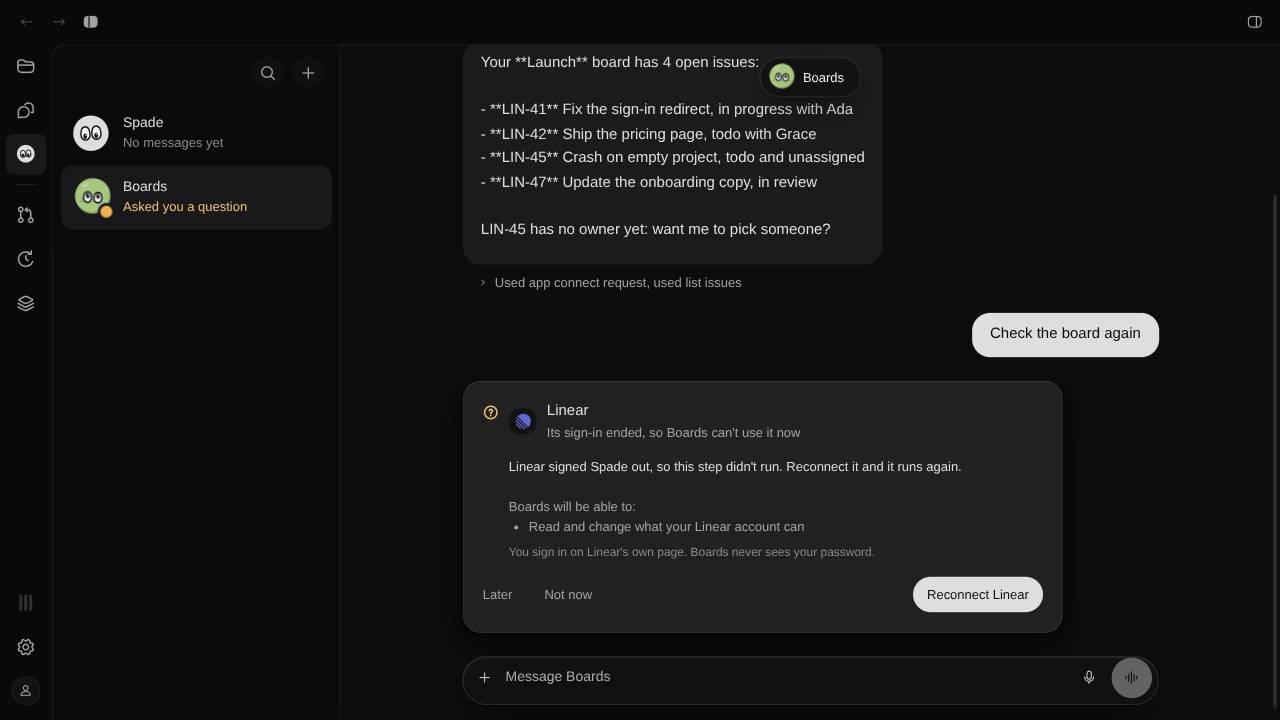 Spade
No messages yet
Boards
Asked you a question
Your **Launch** board has 4 open issues:
Boards
- **LIN-41** Fix the sign-in redirect, in progress with Ada
- **LIN-42** Ship the pricing page, todo with Grace
- **LIN-45** Crash on empty project, todo and unassigned
- **LIN-47** Update the onboarding copy, in review
LIN-45 has no owner yet: want me to pick someone?
Used app connect request, used list issues
Check the board again
Linear
Its sign-in ended, so Boards can't use it now
Linear signed Spade out, so this step didn't run. Reconnect it and it runs again.
Boards will be able to:
• Read and change what your Linear account can
You sign in on Linear's own page. Boards never sees your password.
Later
Not now
Reconnect Linear
Message Boards